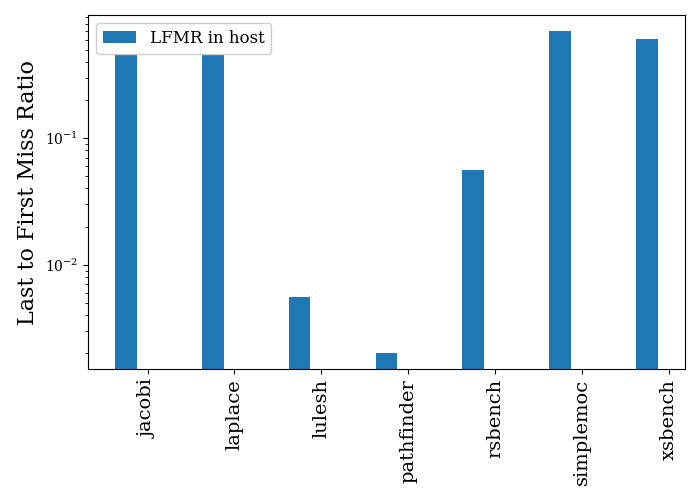 LFMR in host
Last to First Miss Ratio
10⁻¹
10⁻²
jacobi
laplace
lulesh
pathfinder
rsbench
simplemoc
xsbench